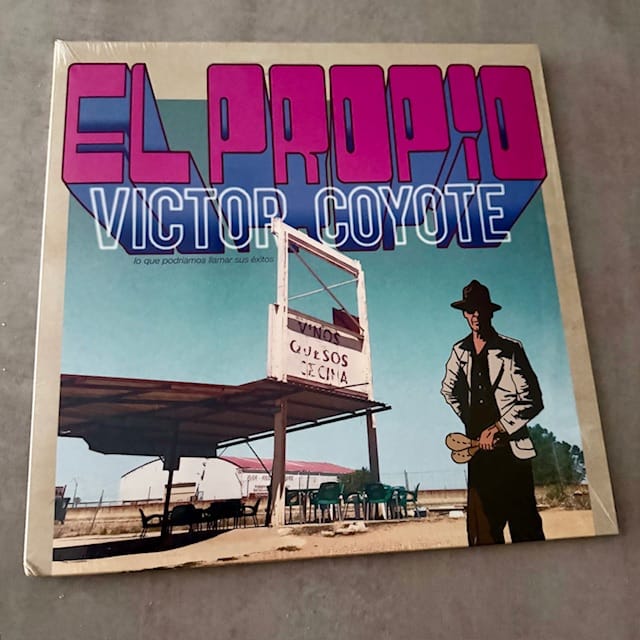 EL PROPiO
VICTOR COYOTE
lo que podríamos llamar sus éxitos
VINOS
QUESOS
CECINA